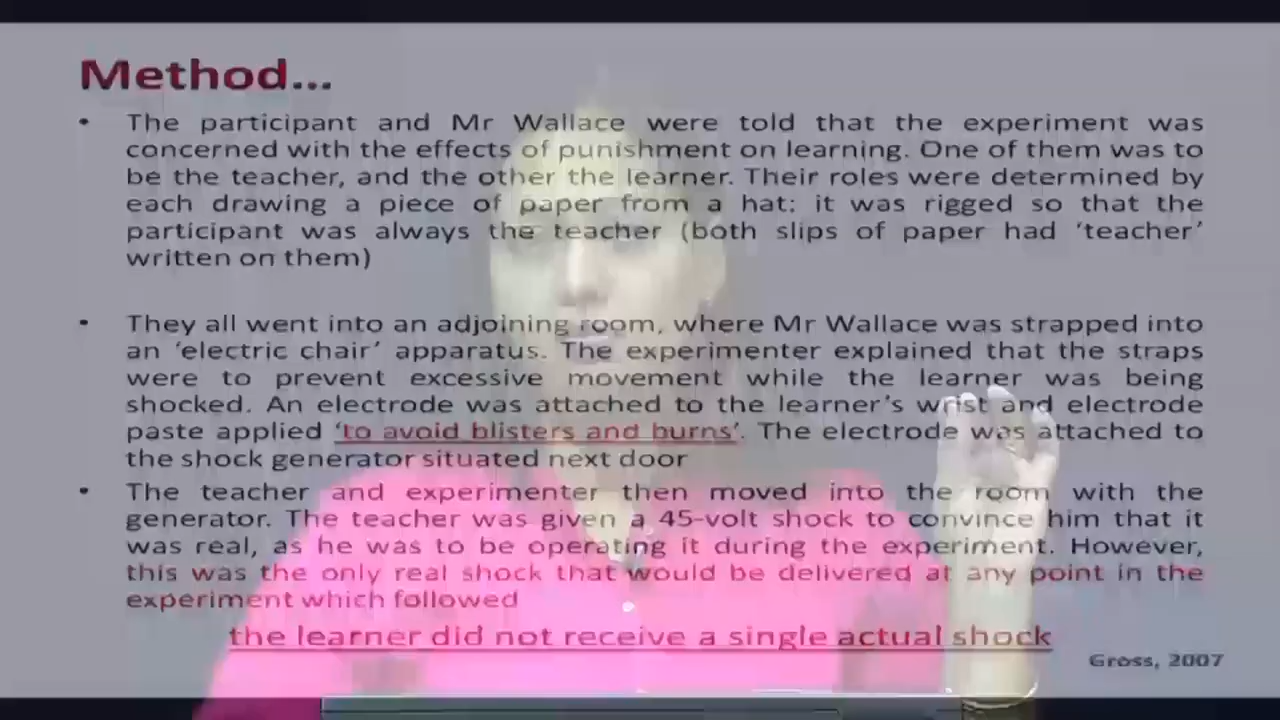 Method...
• The participant and Mr Wallace were told that the experiment was
concerned with the effects of punishment on learning. One of them was to
be the teacher, and the other the learner. Their roles were determined by
each drawing a piece of paper from a hat: it was rigged so that the
participant was always the teacher (both slips of paper had ‘teacher’
written on them)
• They all went into an adjoining room, where Mr Wallace was strapped into
an ‘electric chair’ apparatus. The experimenter explained that the straps
were to prevent excessive movement while the learner was being
shocked. An electrode was attached to the learner’s wrist and electrode
paste applied ‘to avoid blisters and burns’. The electrode was attached to
the shock generator situated next door
• The teacher and experimenter then moved into the room with the
generator. The teacher was given a 45-volt shock to convince him that it
was real, as he was to be operating it during the experiment. However,
this was the only real shock that would be delivered at any point in the
experiment which followed
the learner did not receive a single actual shock
Gross, 2007